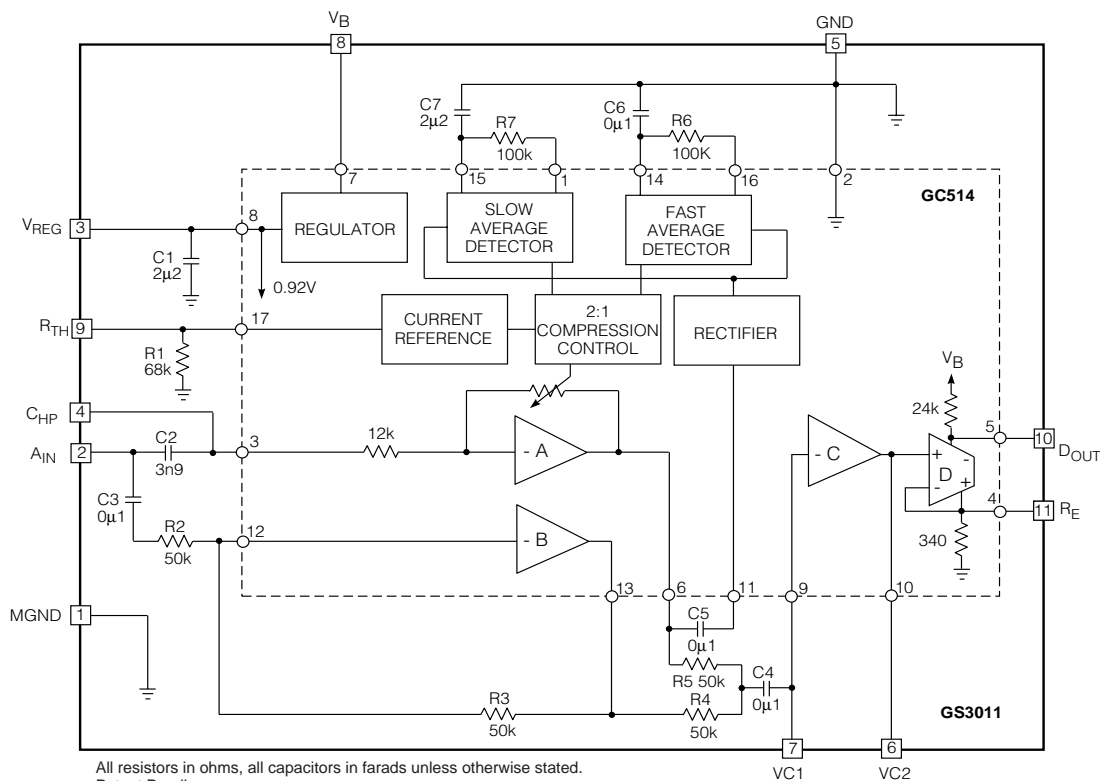 VB
8
GND
5
C7
2µ2
R7
100k
C6
0µ1
R6
100K
7
15
1
14
16
2
GC514
VREG
3
8
REGULATOR
SLOW
AVERAGE
DETECTOR
FAST
AVERAGE
DETECTOR
C1
2µ2
0.92V
RTH
9
17
CURRENT
REFERENCE
2:1
COMPRESSION
CONTROL
RECTIFIER
R1
68k
VB
24k
CHP
4
AIN
2
C2
3n9
3
12k
- A
- C
+
-
-
+
D
5
10
DOUT
4
11
RE
340
C3
0µ1
R2
50k
12
- B
13
6
11
9
10
MGND
1
C5
0µ1
R5 50k
C4
0µ1
R3
50k
R4
50k
GS3011
7
VC1
6
VC2
All resistors in ohms, all capacitors in farads unless otherwise stated.